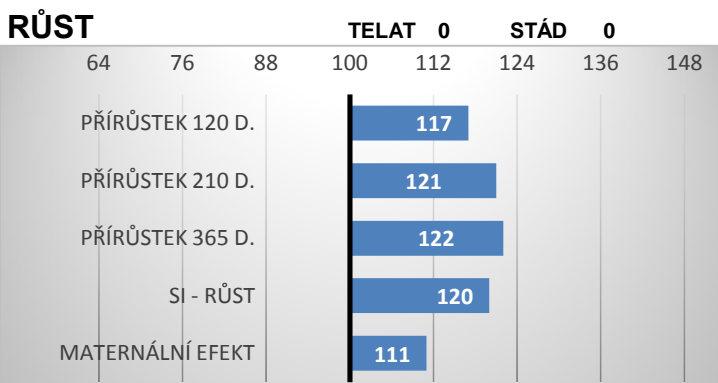 RŮST TELAT 0 STÁD 0
64 76 88 100 112 124 136 148
PŘÍRŮSTEK 120 D. 117
PŘÍRŮSTEK 210 D. 121
PŘÍRŮSTEK 365 D. 122
SI - RŮST 120
MATERNÁLNÍ EFEKT 111